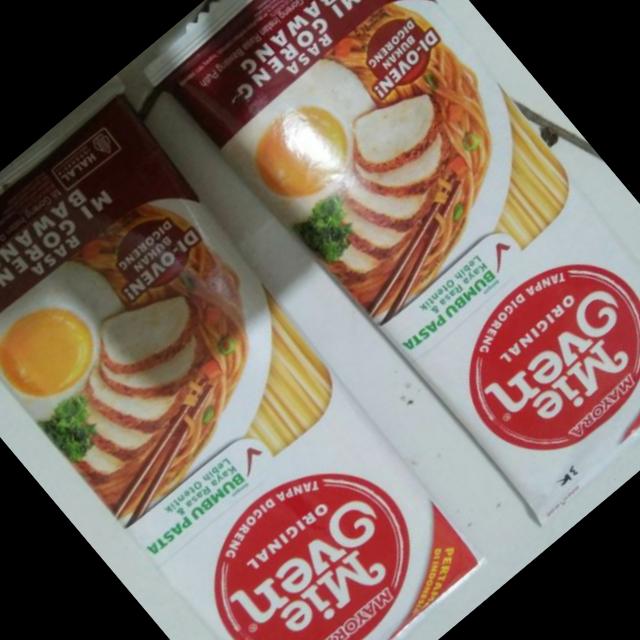 MAYORA
Mie
Oven
®
ORIGINAL
TANPA DIGORENG
BUMBU PASTA
Kaya Rasa &
Lebih Otentik
DI.OVEN!
BUKAN
DIGORENG
RASA
MI GORENG
BAWANG
MAYORA
Mie
Oven
®
ORIGINAL
TANPA DIGORENG
BUMBU PASTA
Kaya Rasa &
Lebih Otentik
DI.OVEN!
BUKAN
DIGORENG
RASA
MI GOREN
BAWAN
HALAL